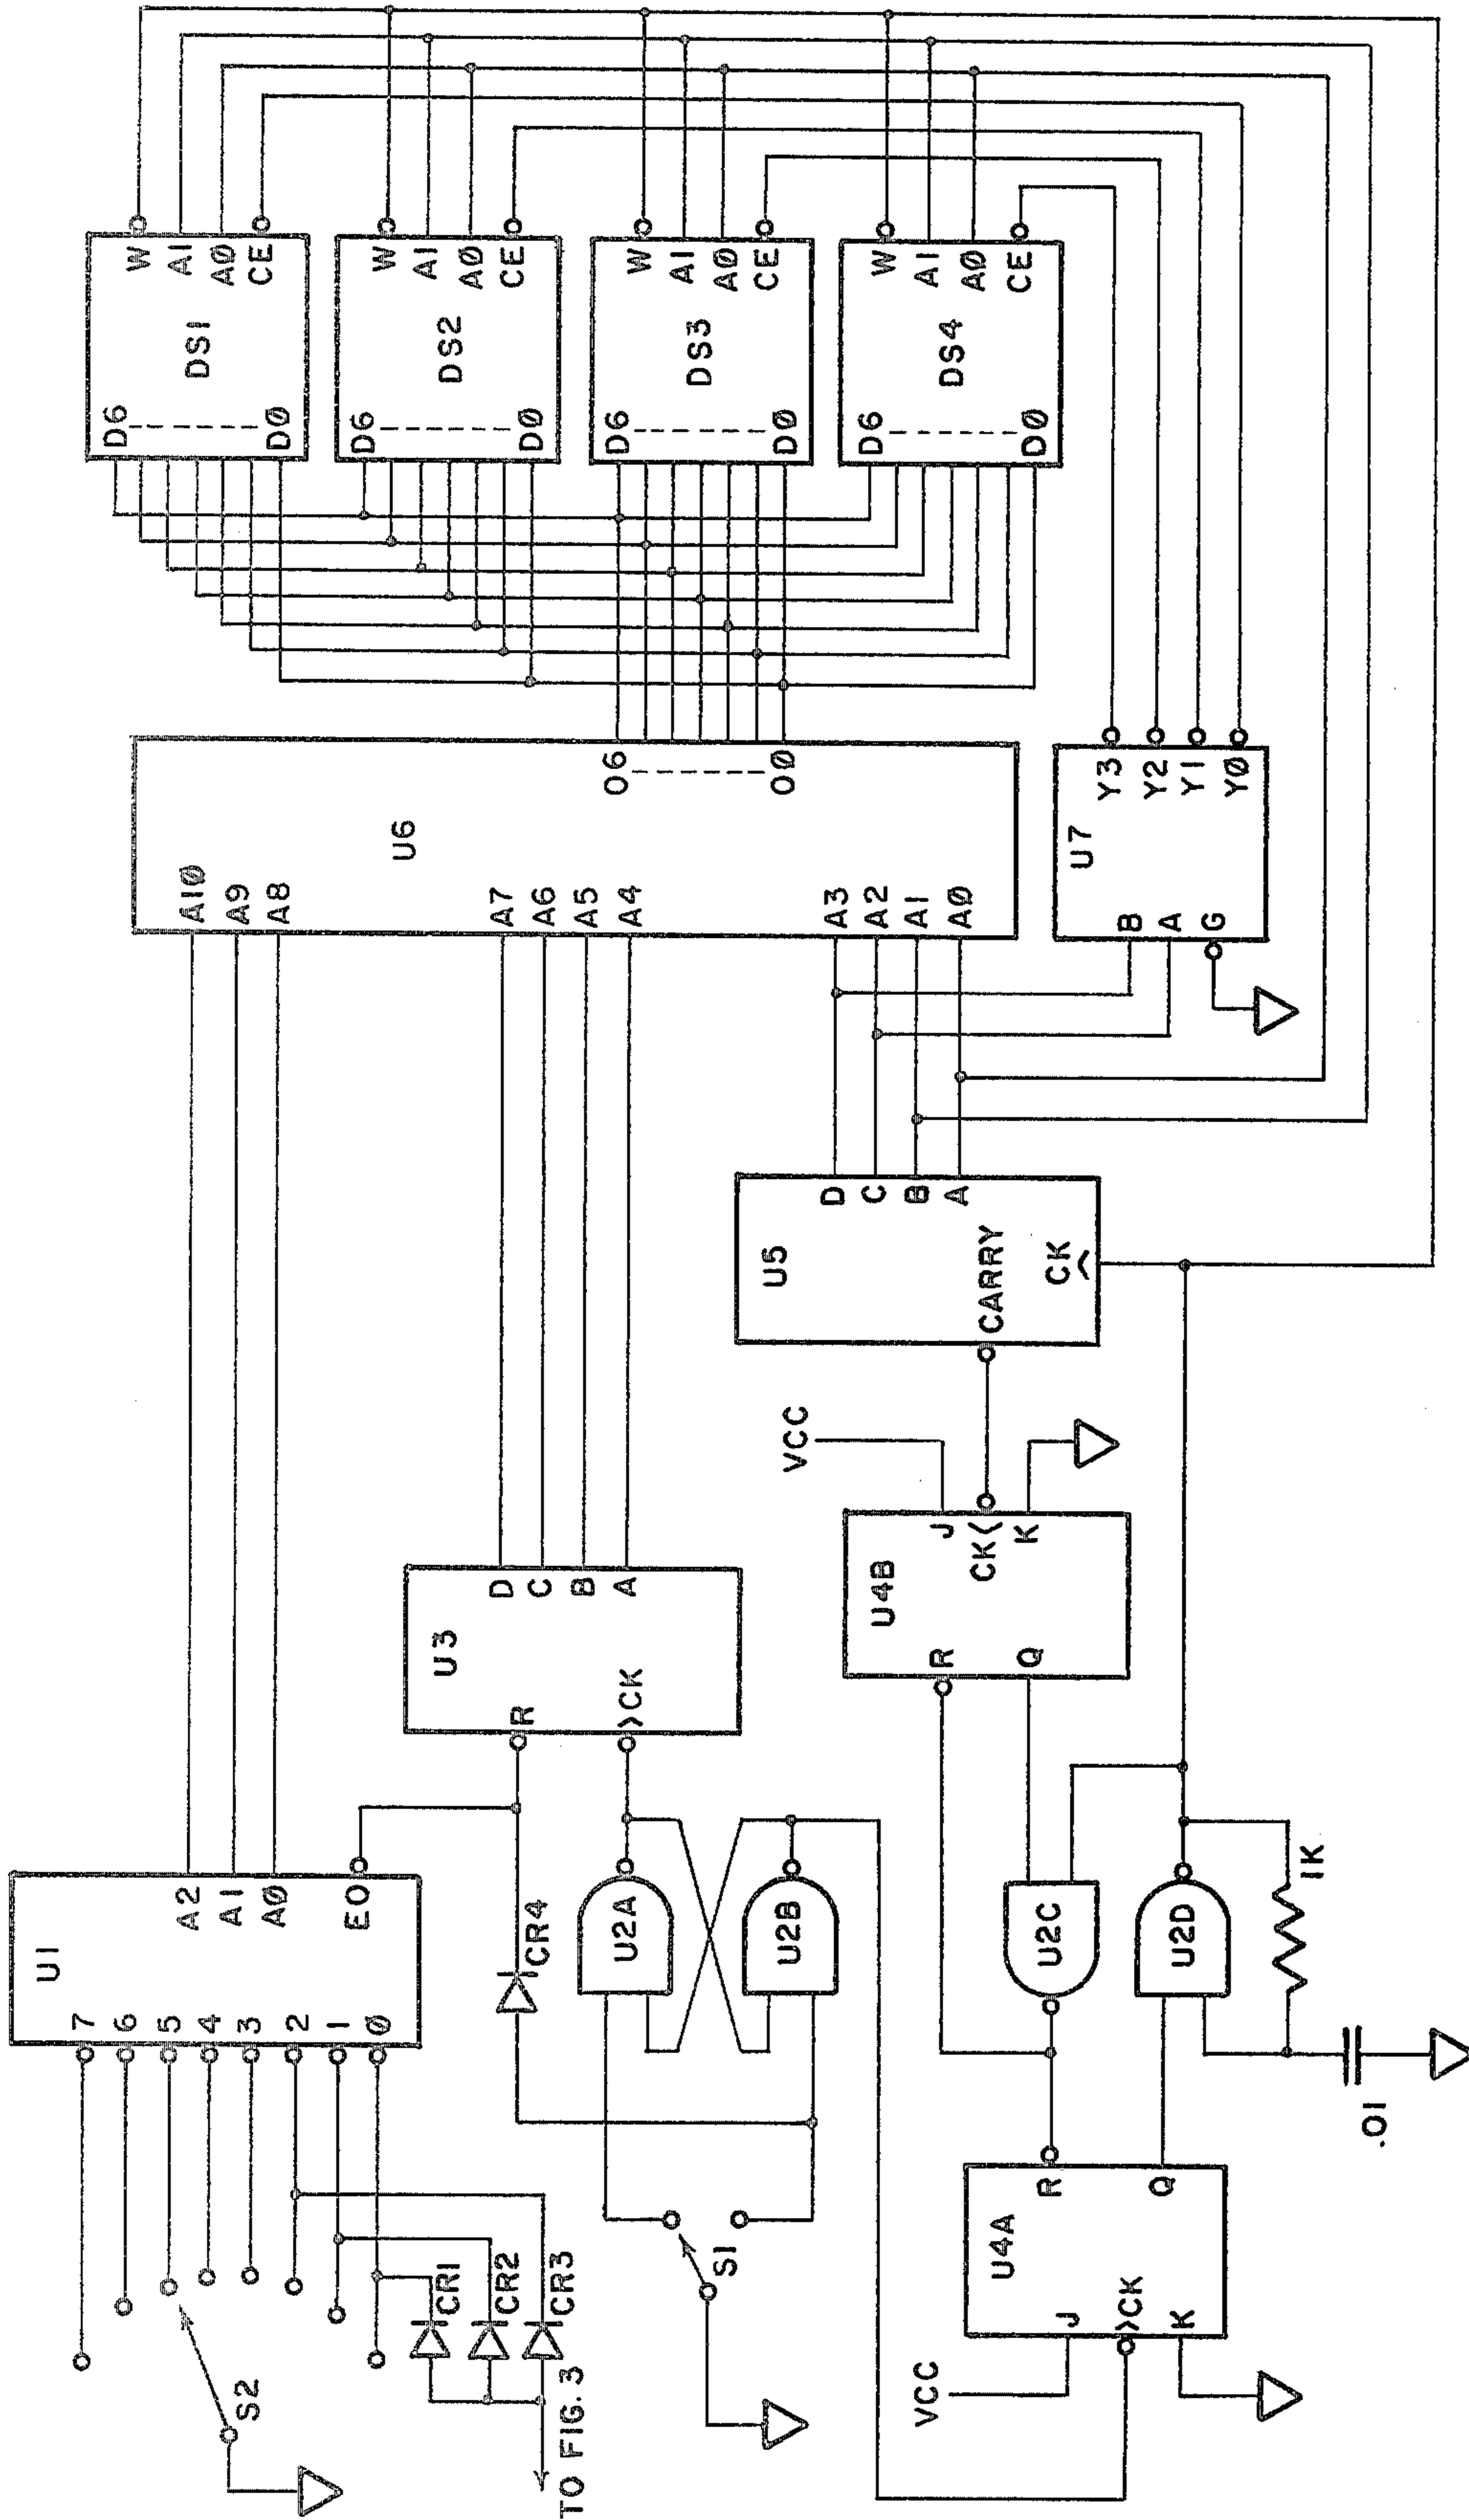 S2
TO FIG. 3
CR1
CR2
CR3
7
6
5
4
3
2
1
0̸
U1
A2
A1
AØ
EO
S1
CR4
U2A
U2B
U3
R
CK
D
C
B
A
A10
A9
A8
A7
A6
A5
A4
A3
A2
A1
AØ
U6
O6
OØ
VCC
J
CK
K
U4A
R
Q
.01
1K
U2C
U2D
U4B
R
Q
J
CK
K
VCC
U5
CARRY
CK
D
C
B
A
U7
B
A
G
Y3
Y2
Y1
YØ
D6
DØ
DS1
W
A1
AØ
CE
D6
DØ
DS2
W
A1
AØ
CE
D6
DØ
DS3
W
A1
AØ
CE
D6
DØ
DS4
W
A1
AØ
CE